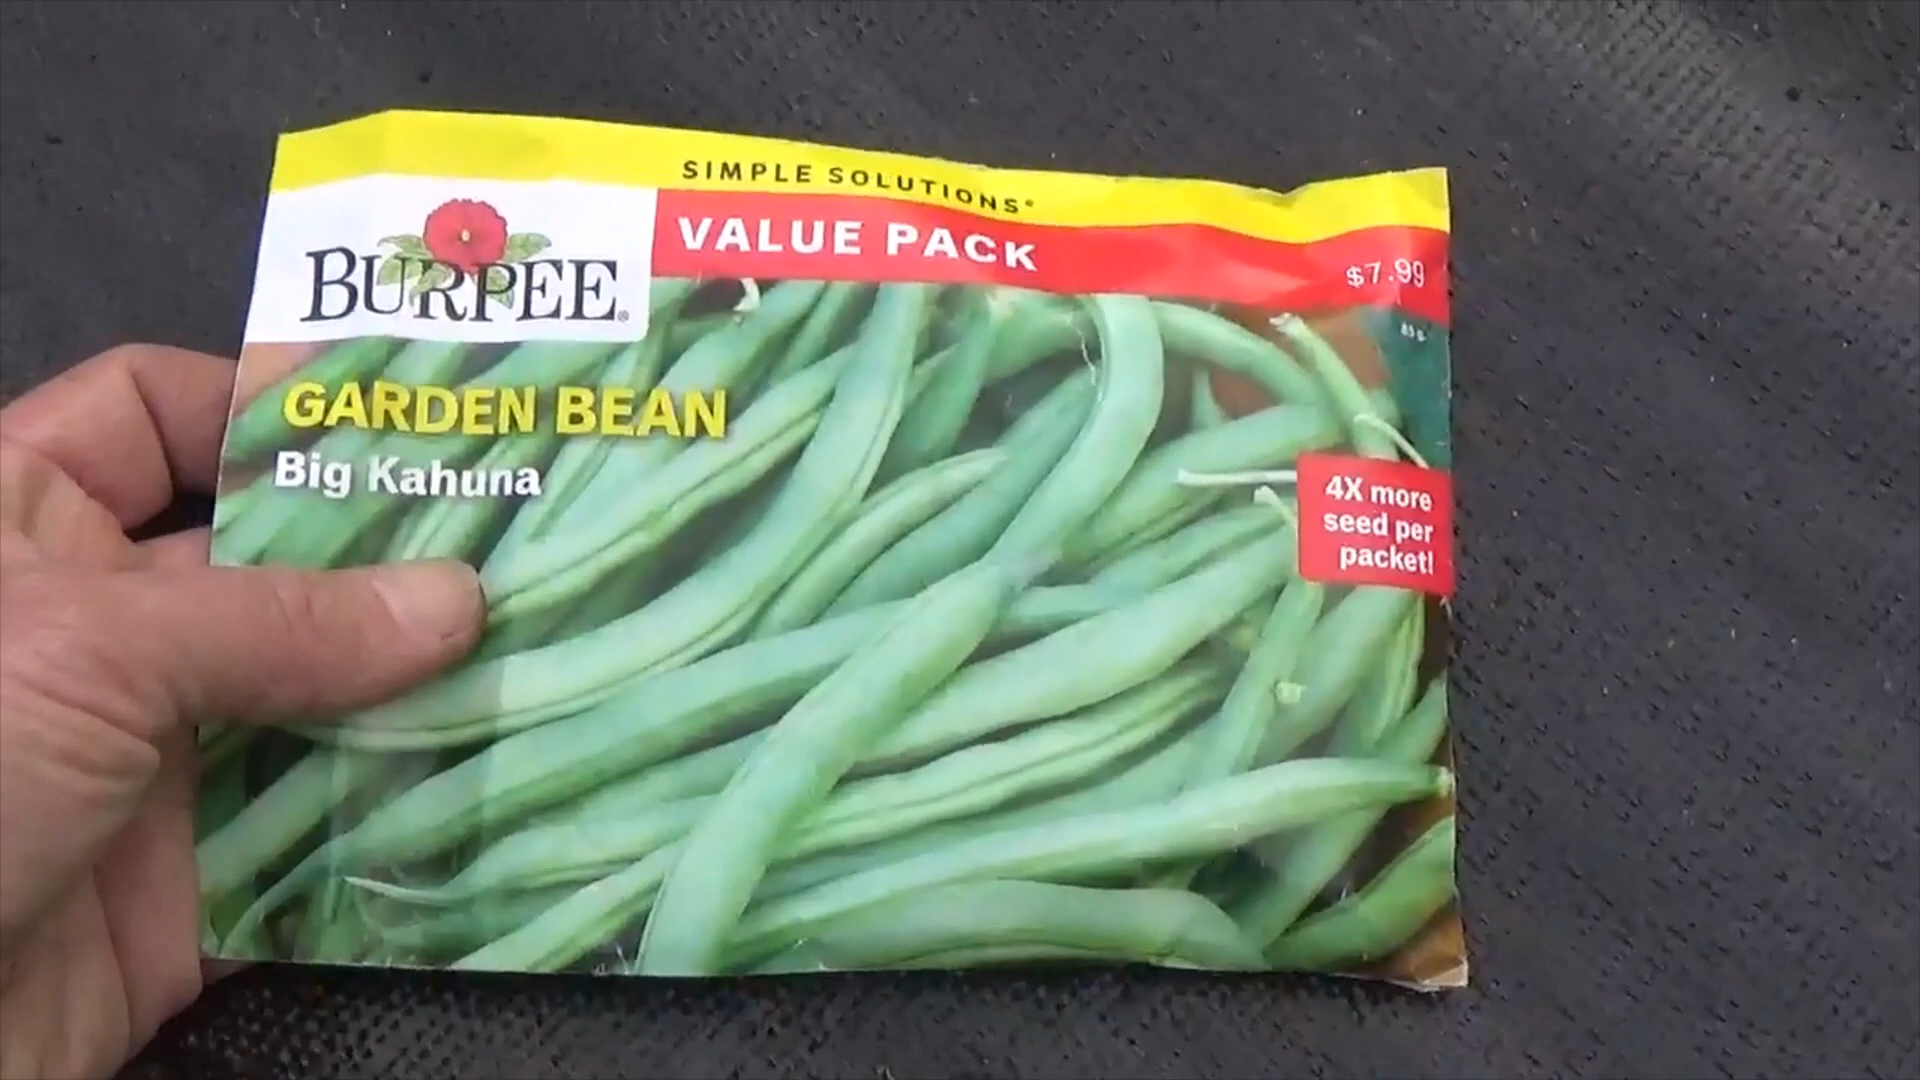 SIMPLE SOLUTIONS®
VALUE PACK
$7.99
BURPEE®
GARDEN BEAN
Big Kahuna
4X more
seed per
packet!